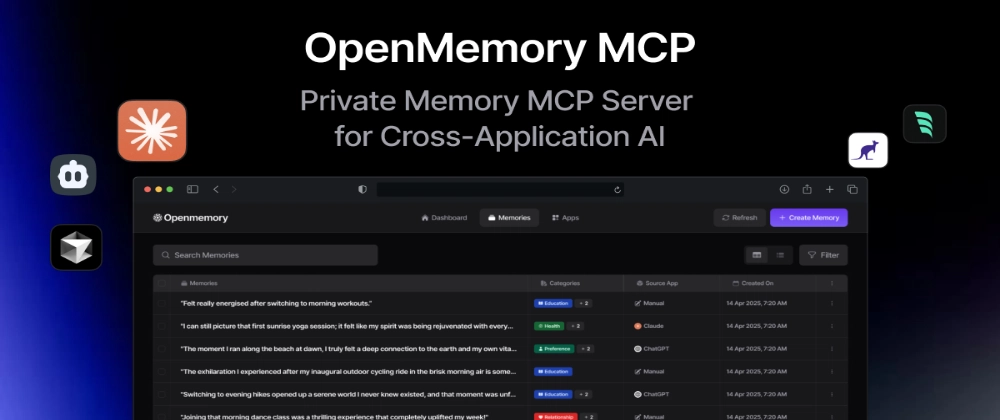 OpenMemory MCP
Private Memory MCP Server
for Cross-Application AI
Openmemory Dashboard Memories Apps Refresh + Create Memory
Search Memories Filter
Memories Categories Source App Created On
"Felt really energised after switching to morning workouts." Education + 2 Manual 14 Apr 2025, 7:20 AM
"I can still picture that first sunrise yoga session; it felt like my spirit was being rejuvenated with every... Health + 2 Claude 14 Apr 2025, 7:20 AM
"The moment I ran along the beach at dawn, I truly felt a deep connection to the earth and my own vita... Preference + 2 ChatGPT 14 Apr 2025, 7:20 AM
"The exhilaration I experienced after my inaugural outdoor cycling ride in the brisk morning air is some... Education Manual 14 Apr 2025, 7:20 AM
"Switching to evening hikes opened up a serene world I never knew existed, and that moment was unf... Education + 2 ChatGPT 14 Apr 2025, 7:20 AM
"Joining that morning dance class was a thrilling experience that completely uplifted my week!" Relationship + 2 Manual 14 Apr 2025, 7:20 AM